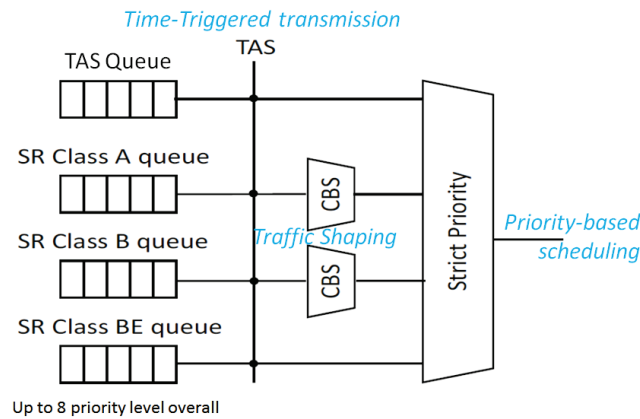 Time-Triggered transmission
TAS
TAS Queue
SR Class A queue
CBS
Traffic Shaping
SR Class B queue
CBS
Strict Priority
Priority-based
scheduling
SR Class BE queue
Up to 8 priority level overall